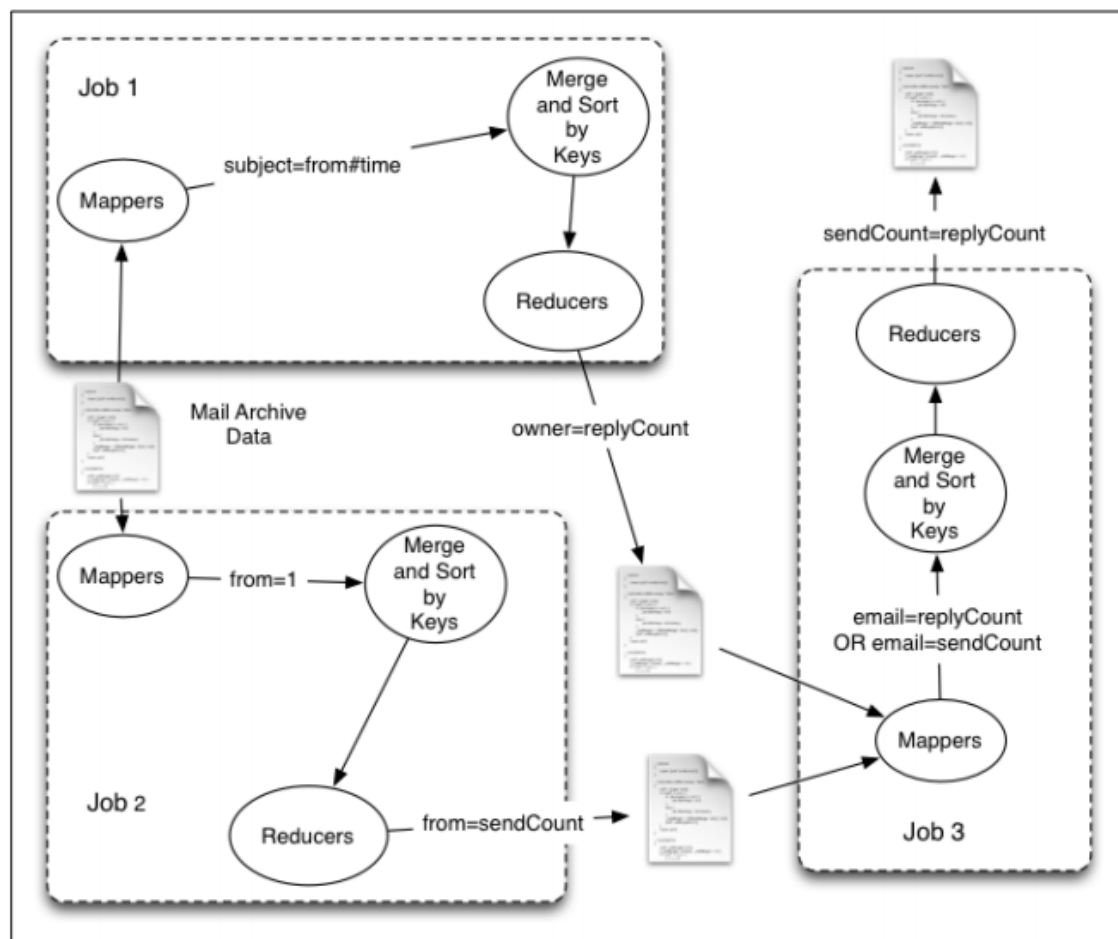 Job 1
Mappers
subject=from#time
Merge
and Sort
by
Keys
Reducers
Mail Archive
Data
owner=replyCount
Job 2
Mappers
from=1
Merge
and Sort
by
Keys
Reducers
from=sendCount
Job 3
Mappers
email=replyCount
OR email=sendCount
Merge
and Sort
by
Keys
Reducers
sendCount=replyCount